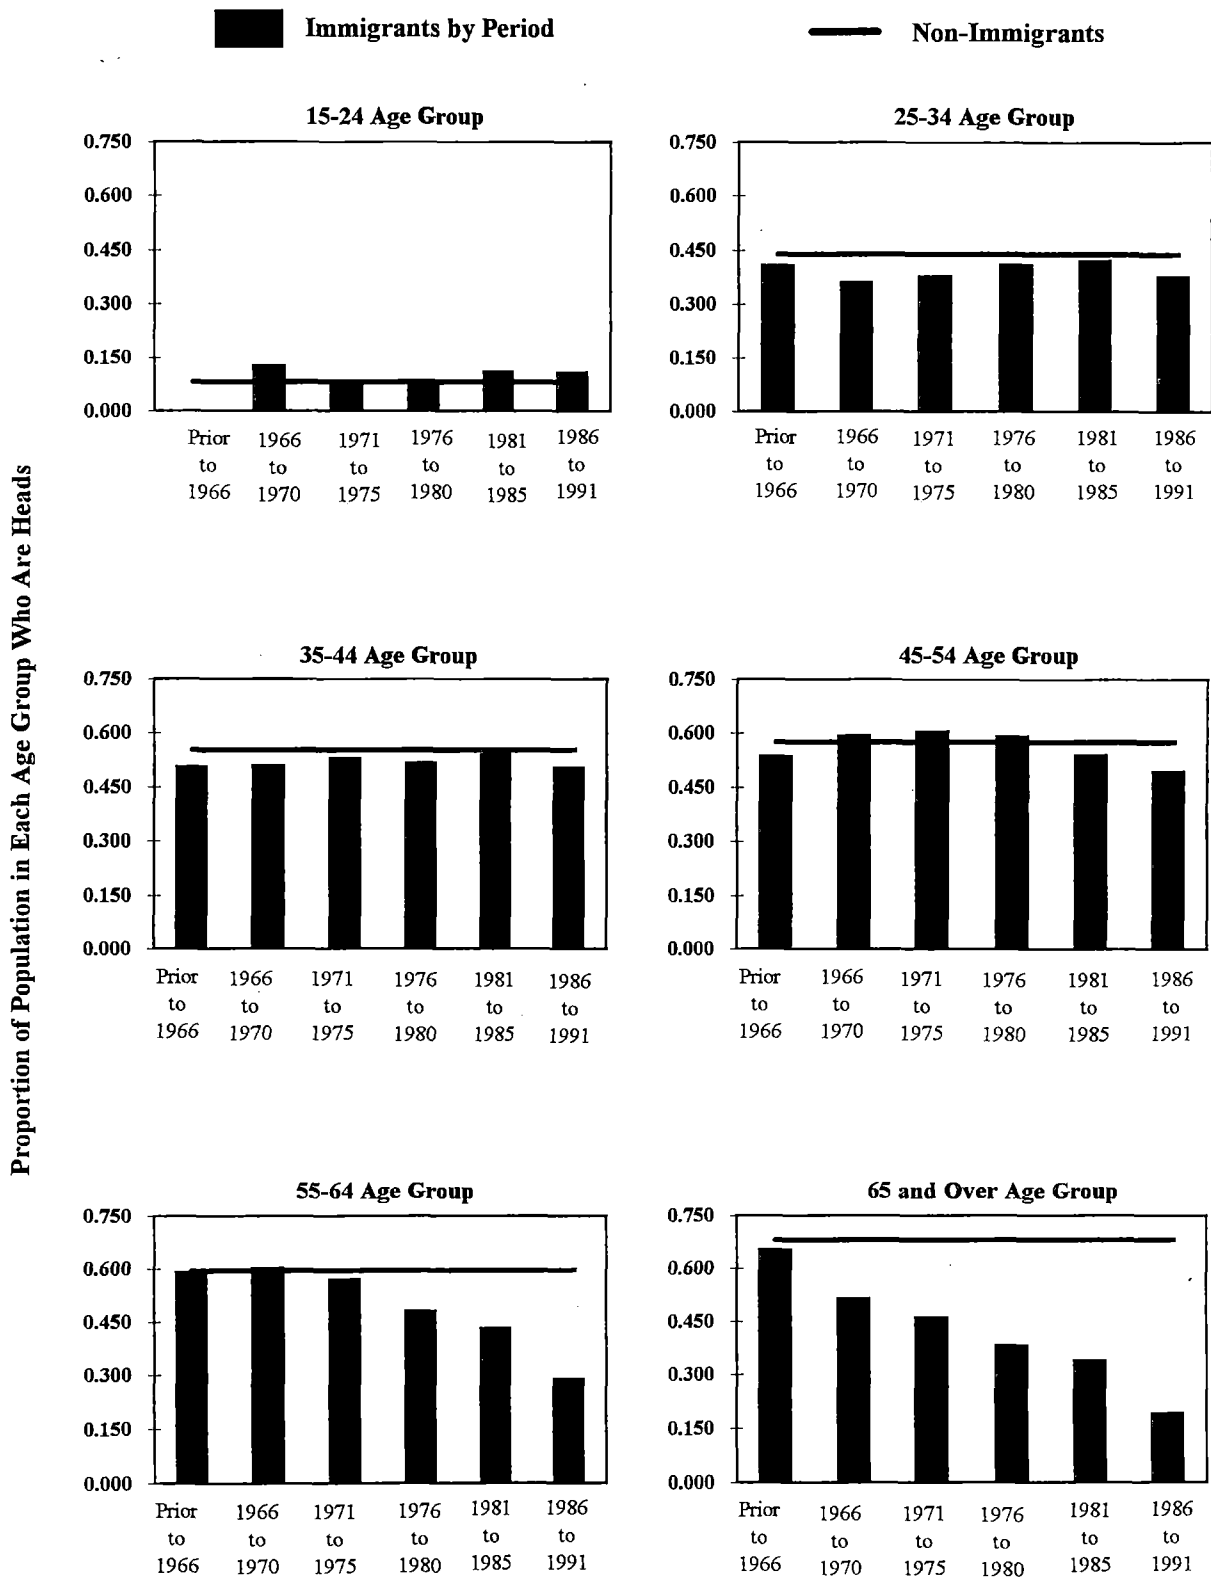 Immigrants by Period
Non-Immigrants
Proportion of Population in Each Age Group Who Are Heads
15-24 Age Group
0.750
0.600
0.450
0.300
0.150
0.000
Prior 1966 1971 1976 1981 1986
to to to to to to
1966 1970 1975 1980 1985 1991
25-34 Age Group
0.750
0.600
0.450
0.300
0.150
0.000
Prior 1966 1971 1976 1981 1986
to to to to to to
1966 1970 1975 1980 1985 1991
35-44 Age Group
0.750
0.600
0.450
0.300
0.150
0.000
Prior 1966 1971 1976 1981 1986
to to to to to to
1966 1970 1975 1980 1985 1991
45-54 Age Group
0.750
0.600
0.450
0.300
0.150
0.000
Prior 1966 1971 1976 1981 1986
to to to to to to
1966 1970 1975 1980 1985 1991
55-64 Age Group
0.750
0.600
0.450
0.300
0.150
0.000
Prior 1966 1971 1976 1981 1986
to to to to to to
1966 1970 1975 1980 1985 1991
65 and Over Age Group
0.750
0.600
0.450
0.300
0.150
0.000
Prior 1966 1971 1976 1981 1986
to to to to to to
1966 1970 1975 1980 1985 1991